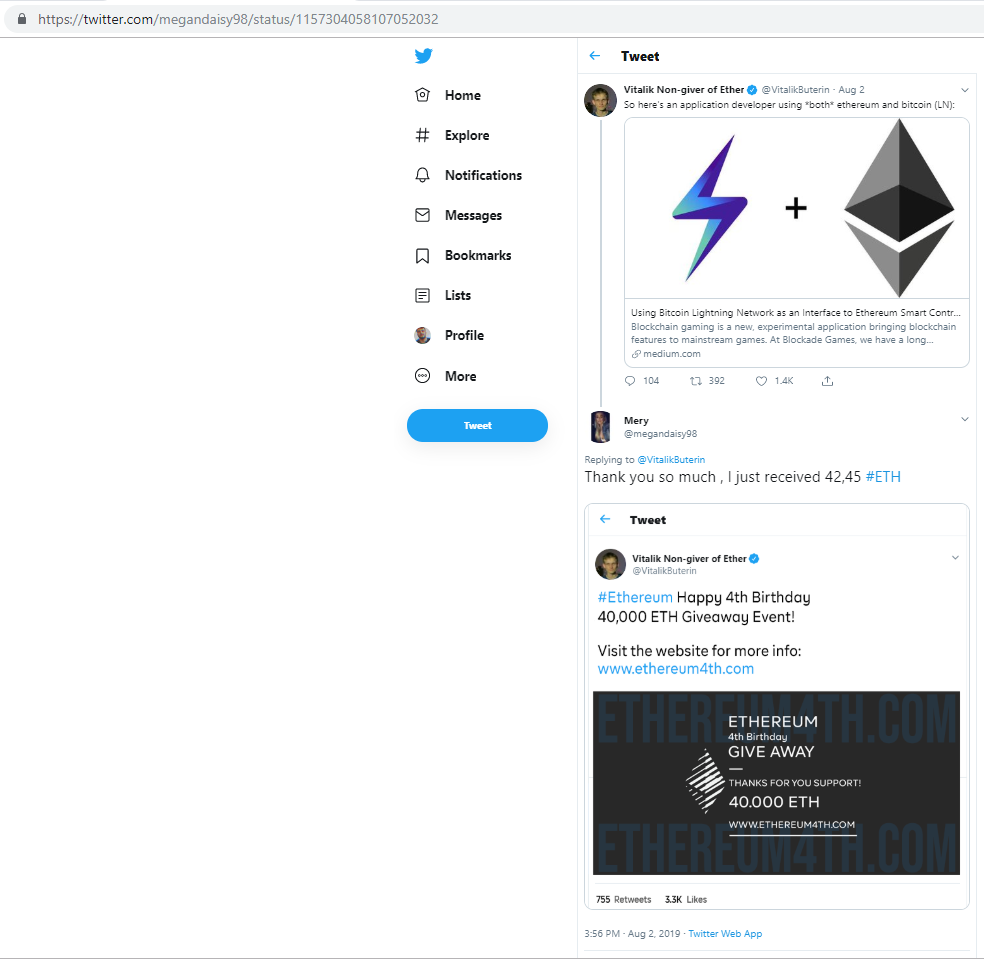 https://twitter.com/megandaisy98/status/1157304058107052032
Home
Explore
Notifications
Messages
Bookmarks
Lists
Profile
More
Tweet
Tweet
Vitalik Non-giver of Ether @VitalikButerin · Aug 2
So here's an application developer using *both* ethereum and bitcoin (LN):
+
Using Bitcoin Lightning Network as an Interface to Ethereum Smart Contr...
Blockchain gaming is a new, experimental application bringing blockchain
features to mainstream games. At Blockade Games, we have a long...
medium.com
104 392 1.4K
Mery
@megandaisy98
Replying to @VitalikButerin
Thank you so much , I just received 42,45 #ETH
Tweet
Vitalik Non-giver of Ether
@VitalikButerin
#Ethereum Happy 4th Birthday
40,000 ETH Giveaway Event!
Visit the website for more info:
www.ethereum4th.com
ETHEREUM4TH.COM
ETHEREUM
4th Birthday
GIVE AWAY
THANKS FOR YOU SUPPORT!
40.000 ETH
WWW.ETHEREUM4TH.COM
ETHEREUM4TH.COM
755 Retweets 3.3K Likes
3:56 PM · Aug 2, 2019 · Twitter Web App